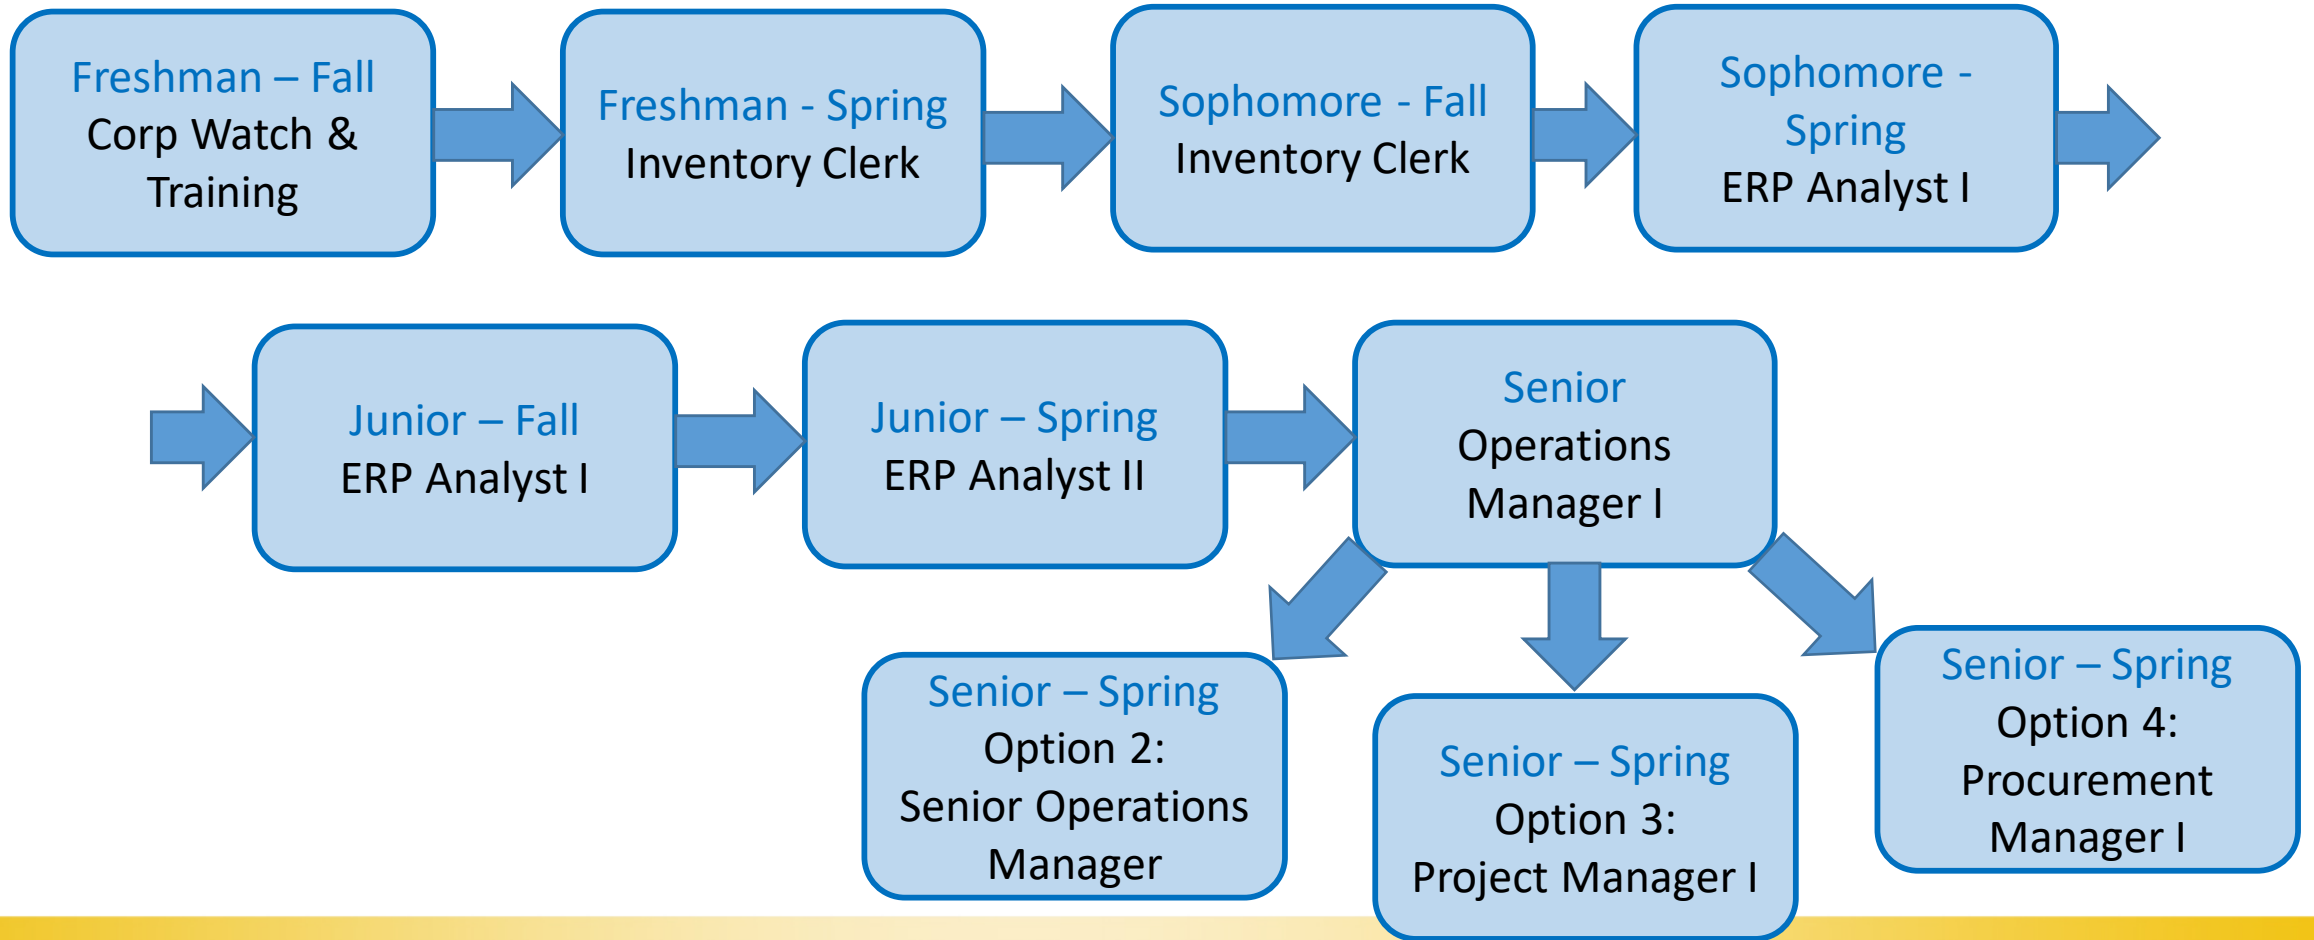 Freshman – Fall
Corp Watch &
Training
Freshman - Spring
Inventory Clerk
Sophomore - Fall
Inventory Clerk
Sophomore -
Spring
ERP Analyst I
Junior – Fall
ERP Analyst I
Junior – Spring
ERP Analyst II
Senior
Operations
Manager I
Senior – Spring
Option 2:
Senior Operations
Manager
Senior – Spring
Option 3:
Project Manager I
Senior – Spring
Option 4:
Procurement
Manager I